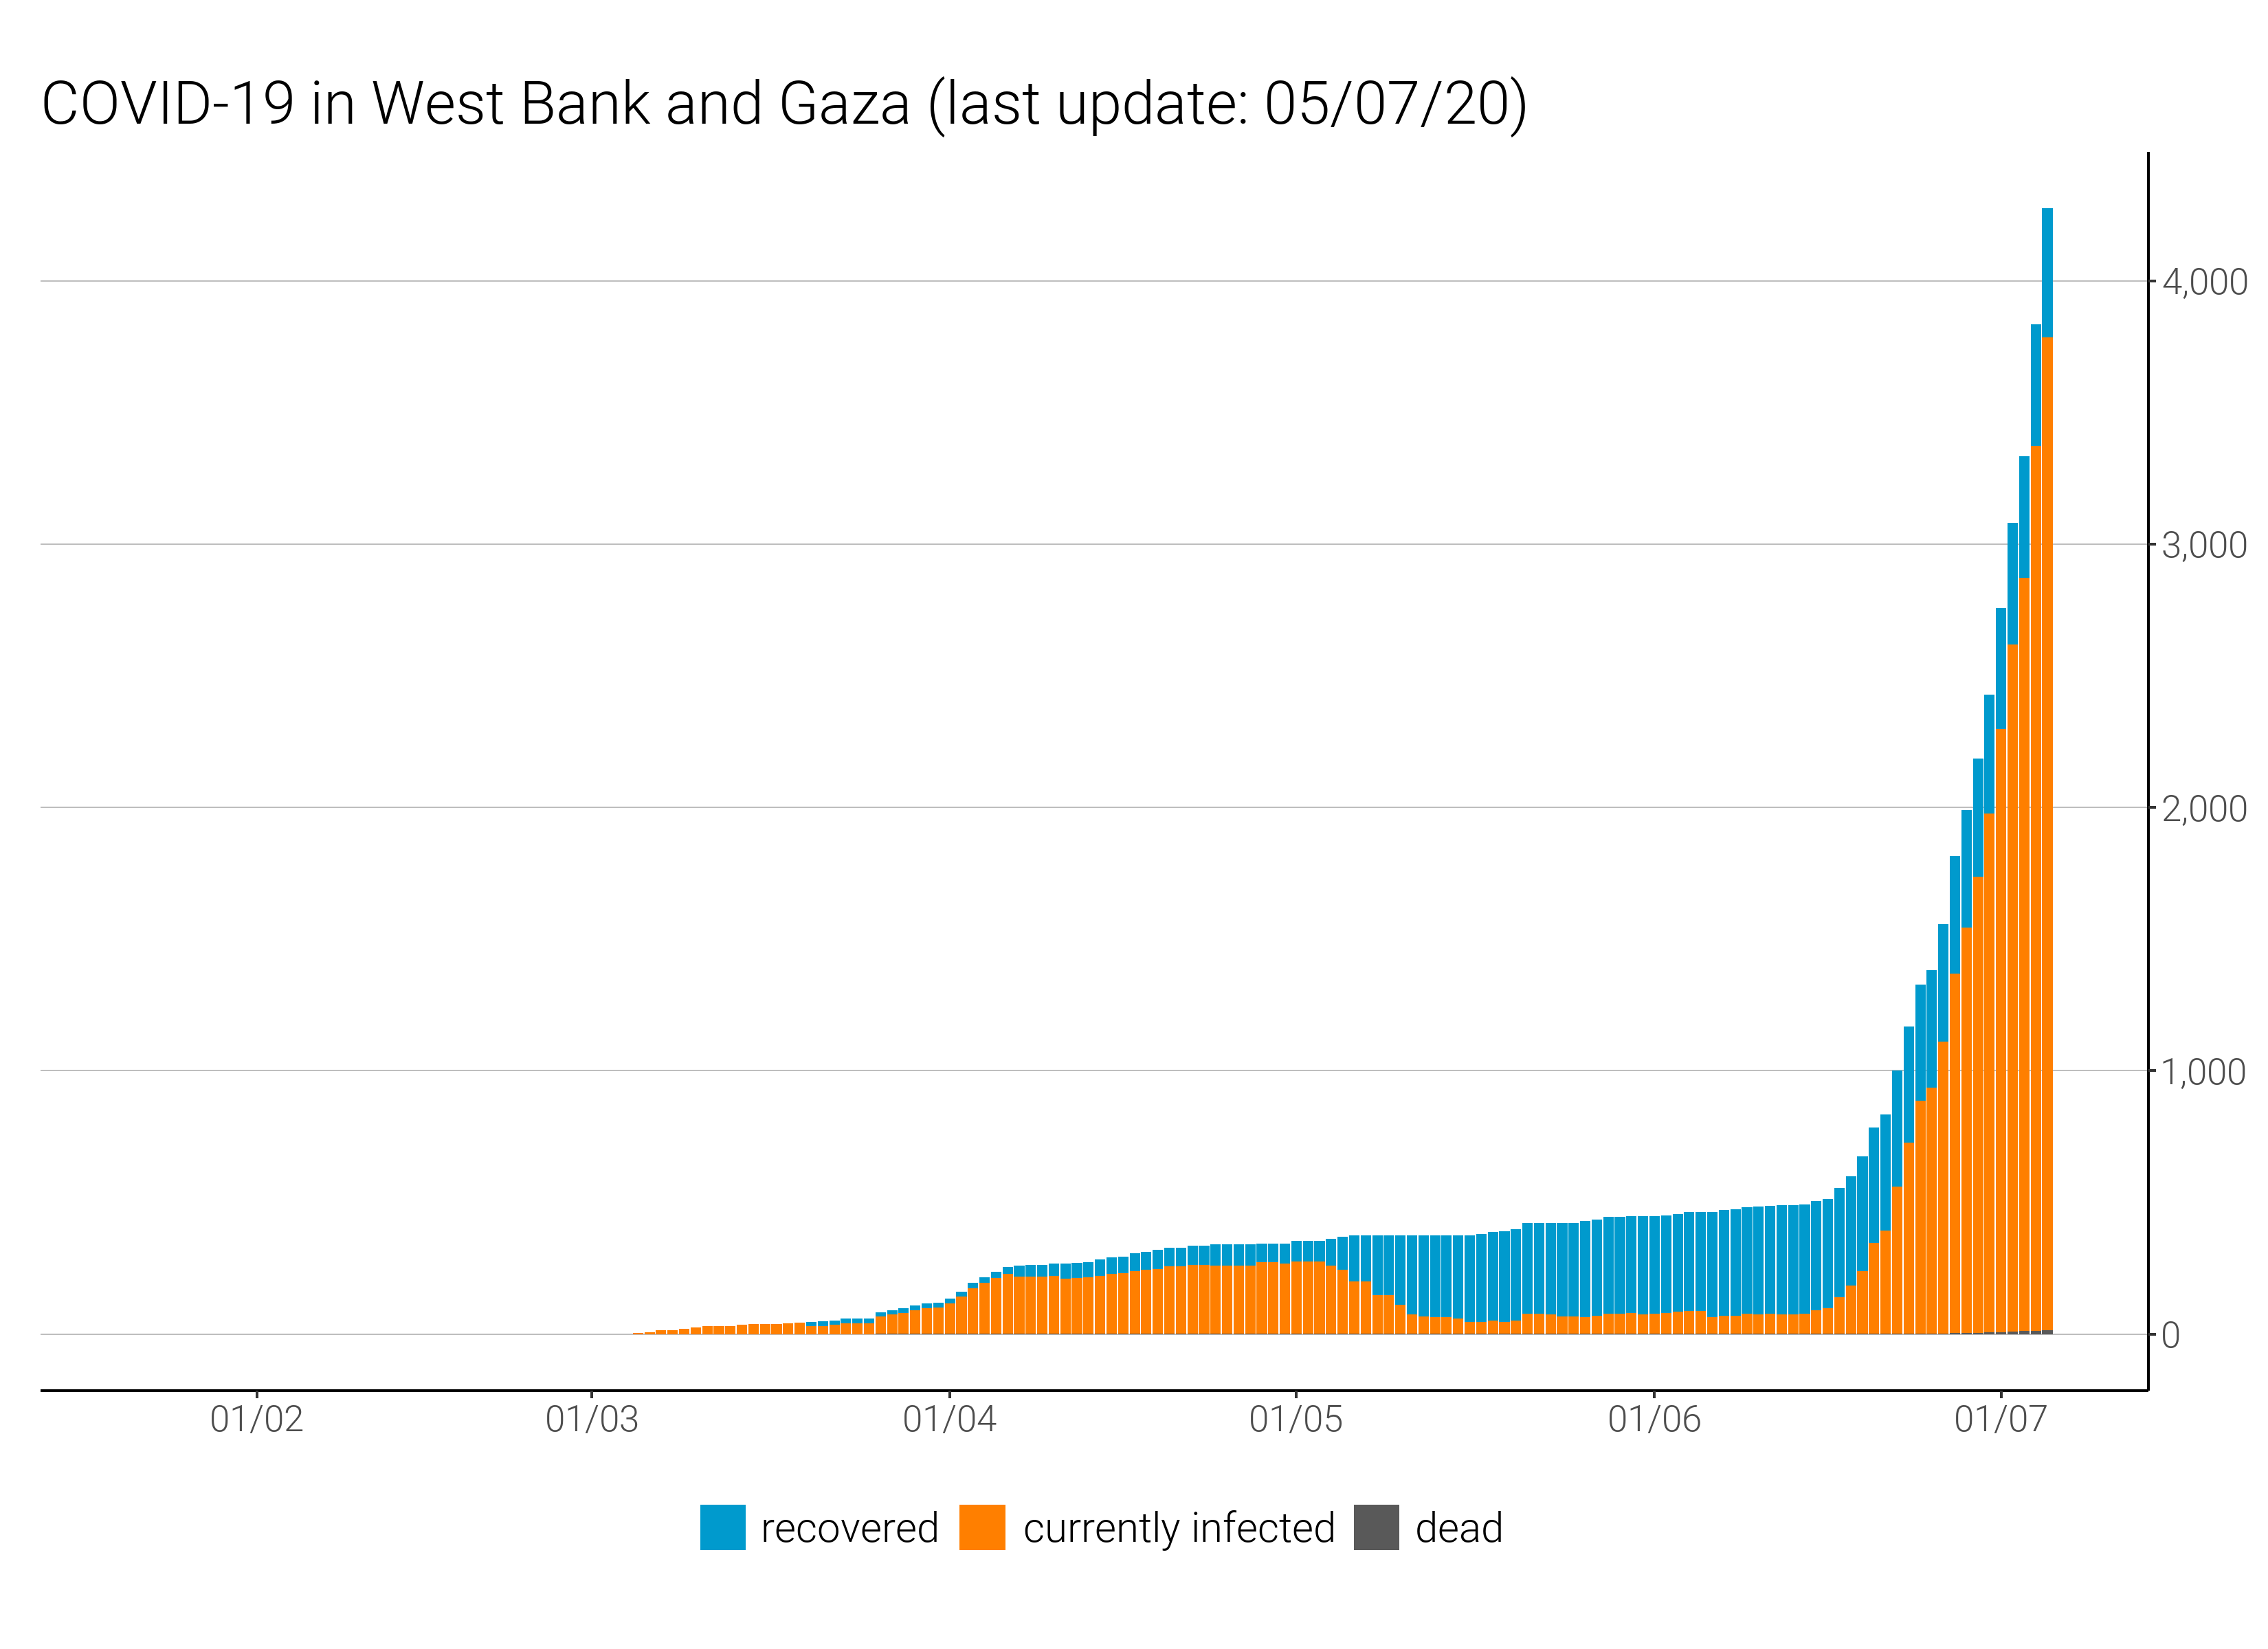 COVID-19 in West Bank and Gaza (last update: 05/07/20)
4,000
3,000
2,000
1,000
0
01/02 01/03 01/04 01/05 01/06 01/07
recovered currently infected dead